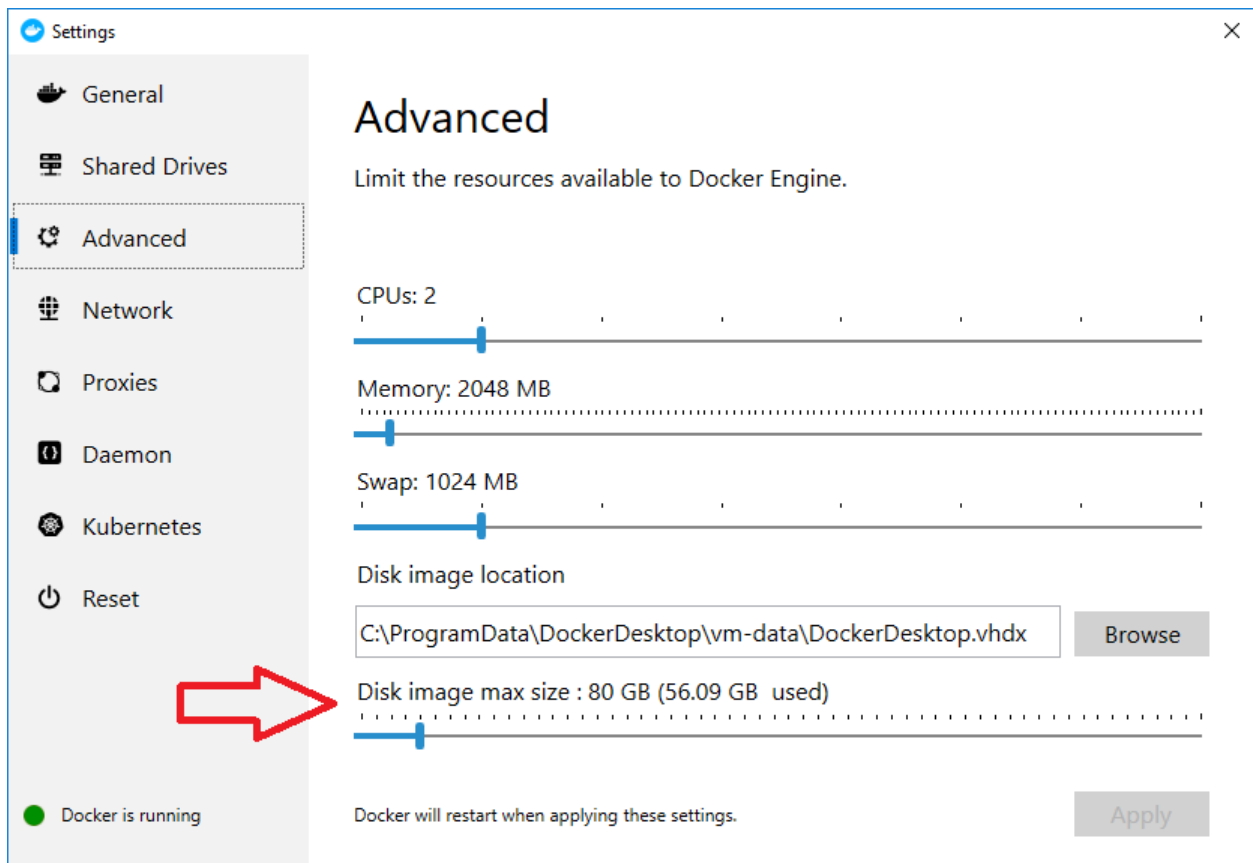 Settings
General
Shared Drives
Advanced
Network
Proxies
Daemon
Kubernetes
Reset
Docker is running
Advanced
Limit the resources available to Docker Engine.
CPUs: 2
Memory: 2048 MB
Swap: 1024 MB
Disk image location
C:\ProgramData\DockerDesktop\vm-data\DockerDesktop.vhdx
Browse
Disk image max size : 80 GB (56.09 GB  used)
Docker will restart when applying these settings.
Apply